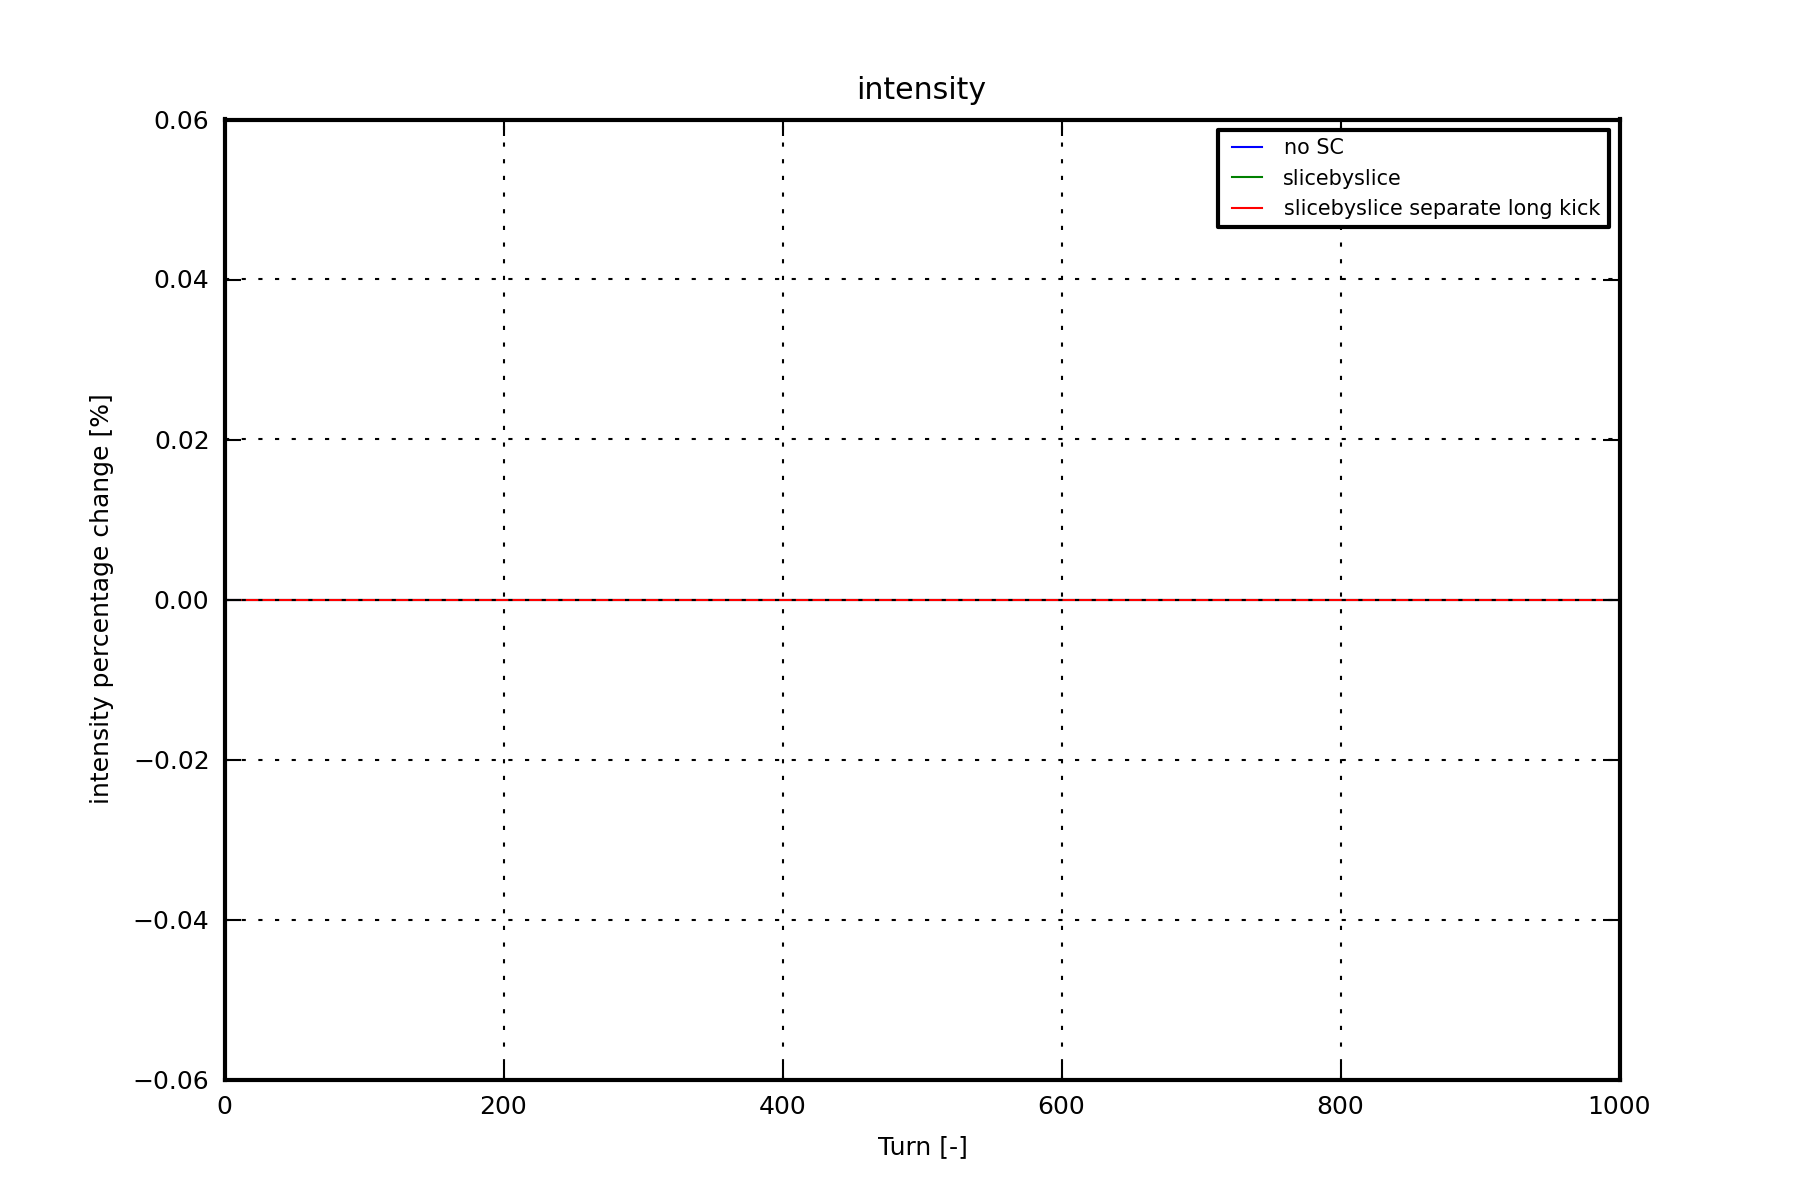 intensity
0.06
no SC
slicebyslice
slicebyslice separate long kick
0.04
0.02
0.00
−0.02
−0.04
−0.06
intensity percentage change [%]
0 200 400 600 800 1000
Turn [-]